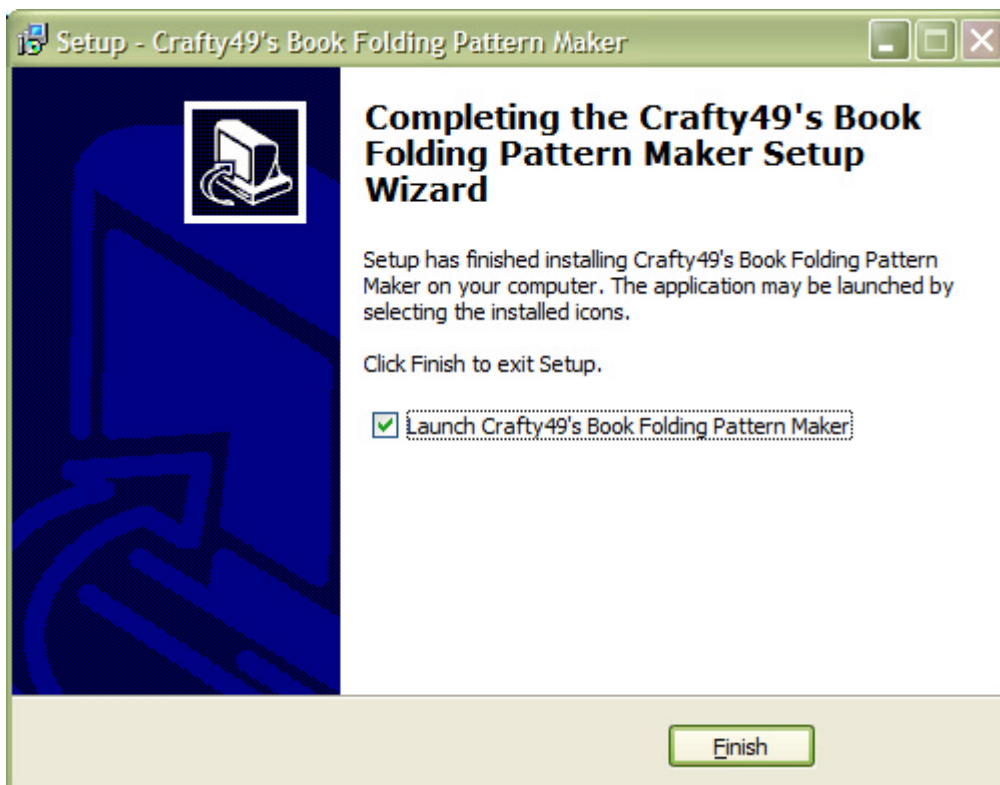 Setup - Crafty49's Book Folding Pattern Maker
Completing the Crafty49's Book
Folding Pattern Maker Setup
Wizard
Setup has finished installing Crafty49's Book Folding Pattern
Maker on your computer. The application may be launched by
selecting the installed icons.
Click Finish to exit Setup.
Launch Crafty49's Book Folding Pattern Maker
Finish